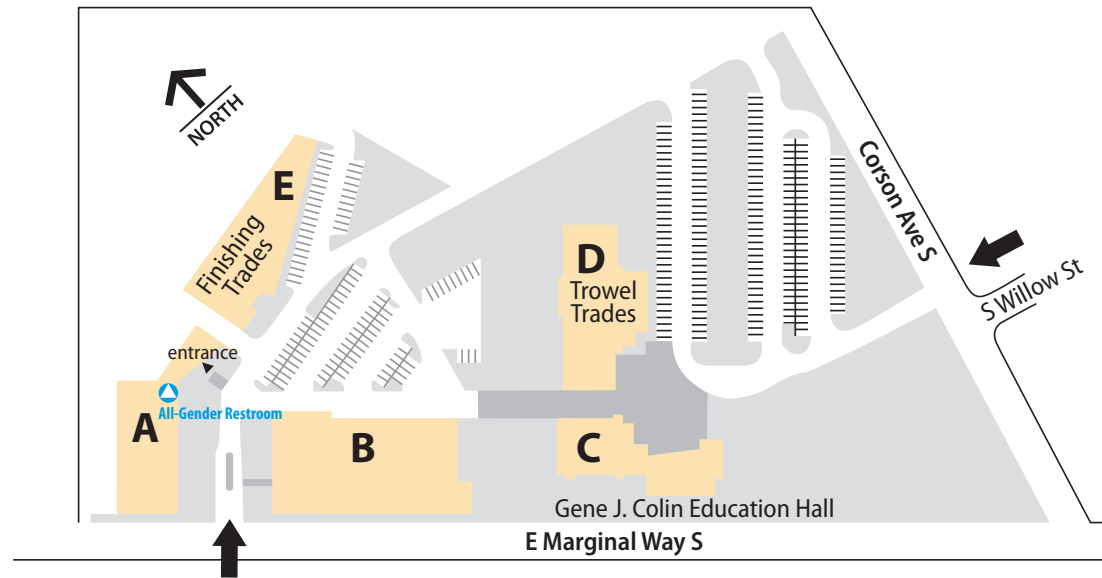 NORTH
E
Finishing
Trades
Corson Ave S
D
Trowel
Trades
S Willow St
entrance
All-Gender Restroom
A
B
C
Gene J. Colin Education Hall
E Marginal Way S